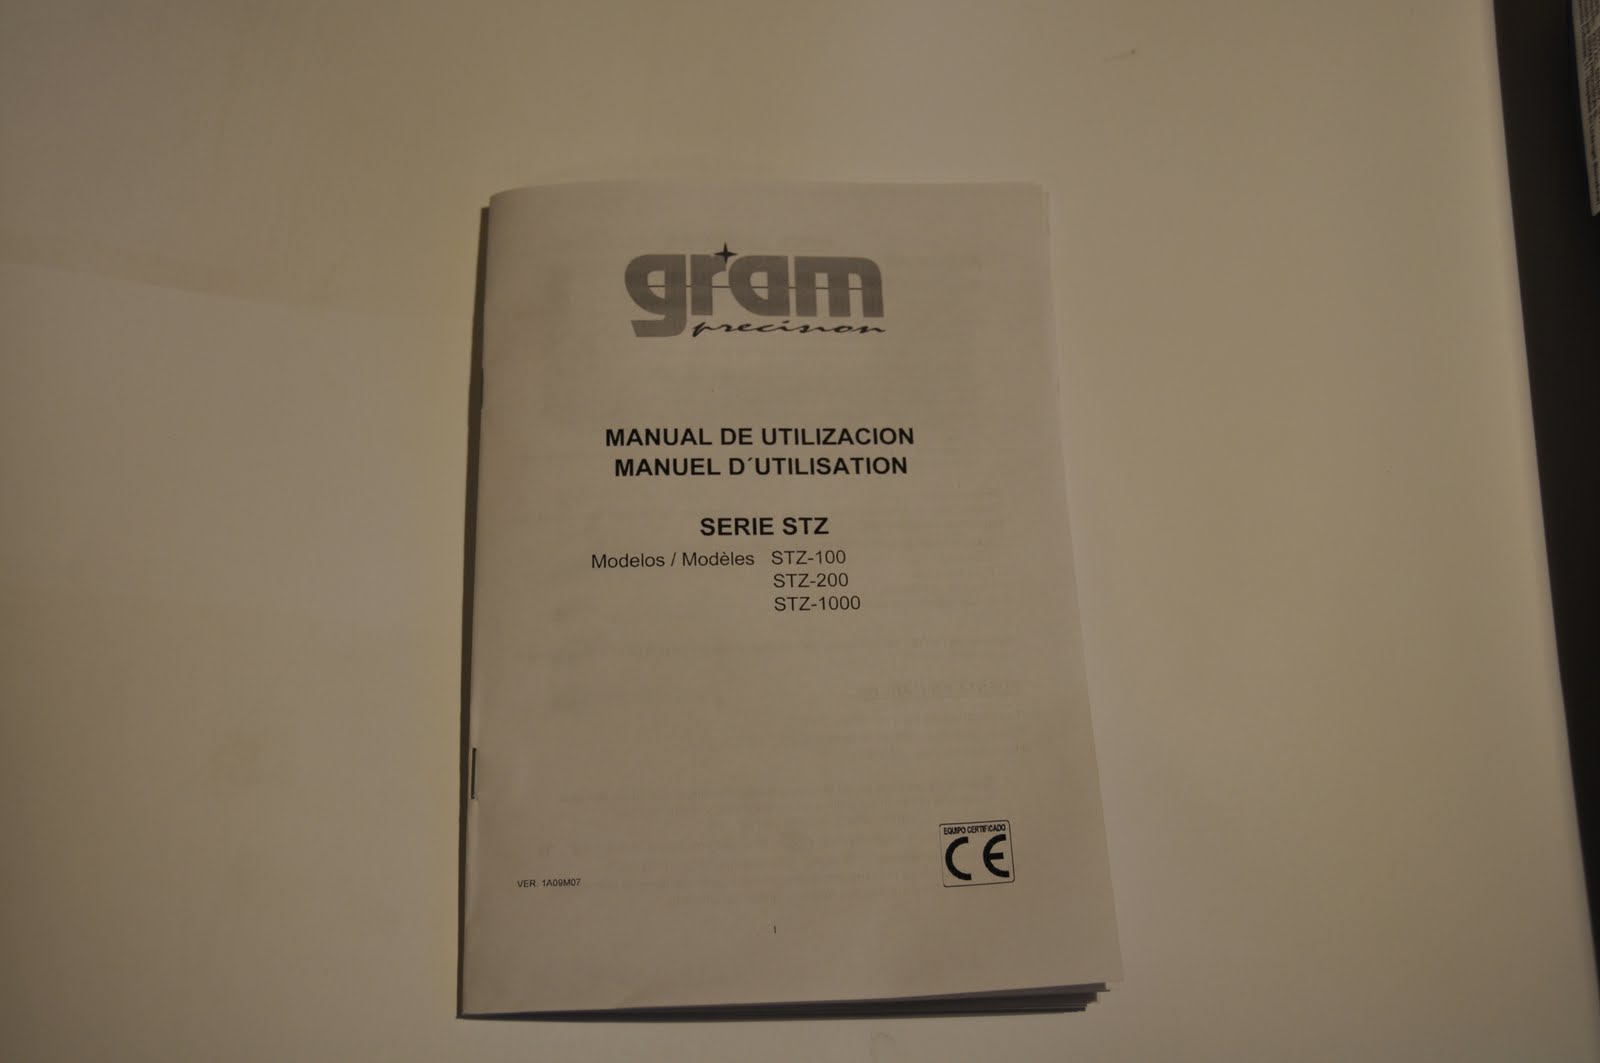 gram
precision
MANUAL DE UTILIZACION
MANUEL D´UTILISATION
SERIE STZ
Modelos / Modèles STZ-100
STZ-200
STZ-1000
EQUIPO CERTIFICADO
CE
VER. 1A09M07
1